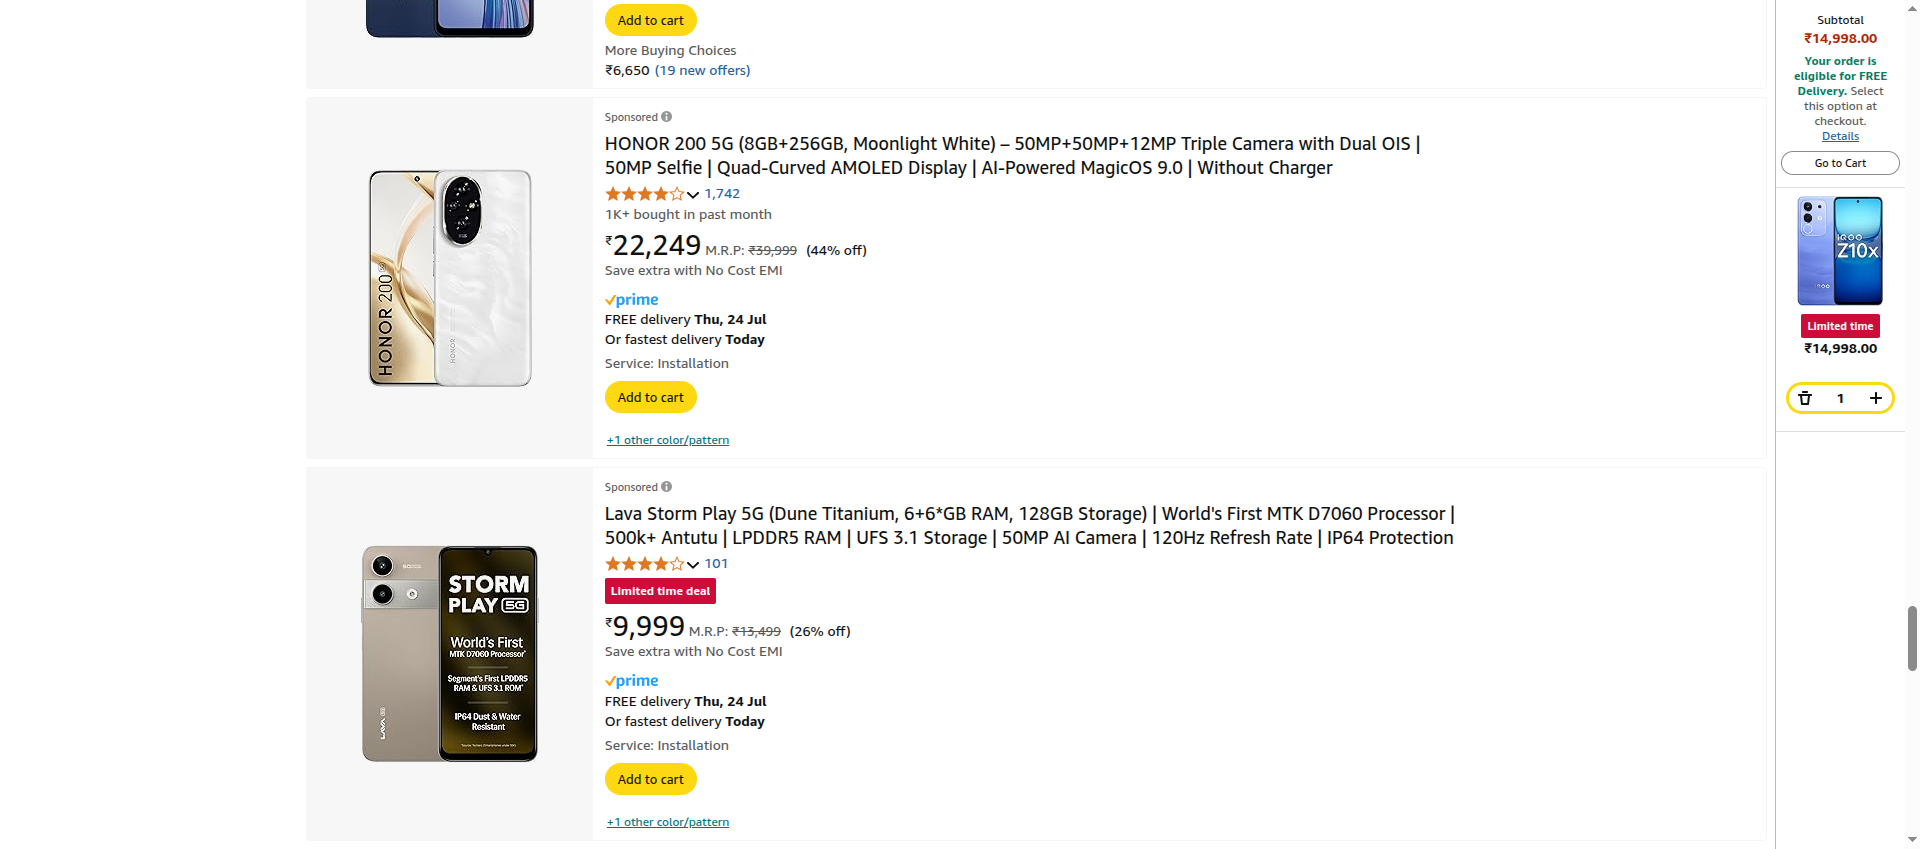 Add to cart
More Buying Choices
₹6,650 (19 new offers)
Sponsored
HONOR 200 5G (8GB+256GB, Moonlight White) – 50MP+50MP+12MP Triple Camera with Dual OIS |
50MP Selfie | Quad-Curved AMOLED Display | AI-Powered MagicOS 9.0 | Without Charger
1,742
1K+ bought in past month
₹22,249 M.R.P: ₹39,999 (44% off)
Save extra with No Cost EMI
prime
FREE delivery Thu, 24 Jul
Or fastest delivery Today
Service: Installation
Add to cart
+1 other color/pattern
HONOR 200
HONOR
Sponsored
Lava Storm Play 5G (Dune Titanium, 6+6*GB RAM, 128GB Storage) | World's First MTK D7060 Processor |
500k+ Antutu | LPDDR5 RAM | UFS 3.1 Storage | 50MP AI Camera | 120Hz Refresh Rate | IP64 Protection
101
Limited time deal
₹9,999 M.R.P: ₹13,499 (26% off)
Save extra with No Cost EMI
prime
FREE delivery Thu, 24 Jul
Or fastest delivery Today
Service: Installation
Add to cart
+1 other color/pattern
STORM
PLAY 5G
World's First
MTK D7060 Processor*
Segment's First LPDDR5
RAM & UFS 3.1 ROM*
IP64 Dust & Water
Resistant
LAVA 5G
Subtotal
₹14,998.00
Your order is
eligible for FREE
Delivery. Select
this option at
checkout.
Details
Go to Cart
iQOO
Z10x
Limited time
₹14,998.00
1